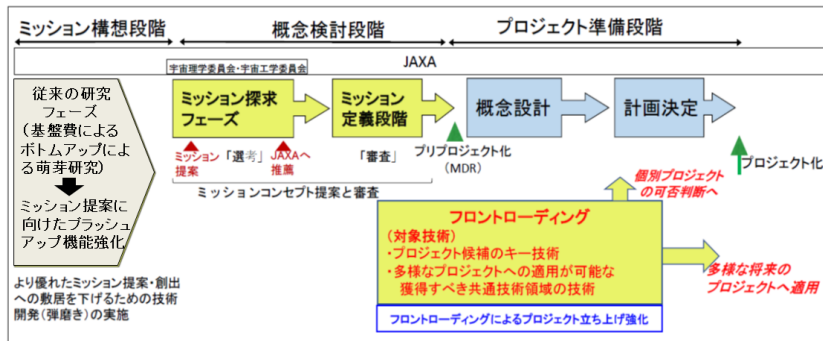 ミッション構想段階
概念検討段階
プロジェクト準備段階
JAXA
宇宙理学委員会・宇宙工学委員会
従来の研究
フェーズ
(基盤費による
ボトムアップによ
る萌芽研究)
ミッション提案に
向けたブラッシュ
アップ機能強化
ミッション探求
フェーズ
ミッション
定義段階
概念設計
計画決定
ミッション
提案
「選考」
JAXAへ
推薦
「審査」
プリプロジェクト化
(MDR)
プロジェクト化
ミッションコンセプト提案と審査
個別プロジェクト
の可否判断へ
フロントローディング
(対象技術)
・プロジェクト候補のキー技術
・多様なプロジェクトへの適用が可能な
獲得すべき共通技術領域の技術
多様な将来の
プロジェクトへ適用
フロントローディングによるプロジェクト立ち上げ強化
より優れたミッション提案・創出
への敷居を下げるための技術
開発(弾磨き)の実施